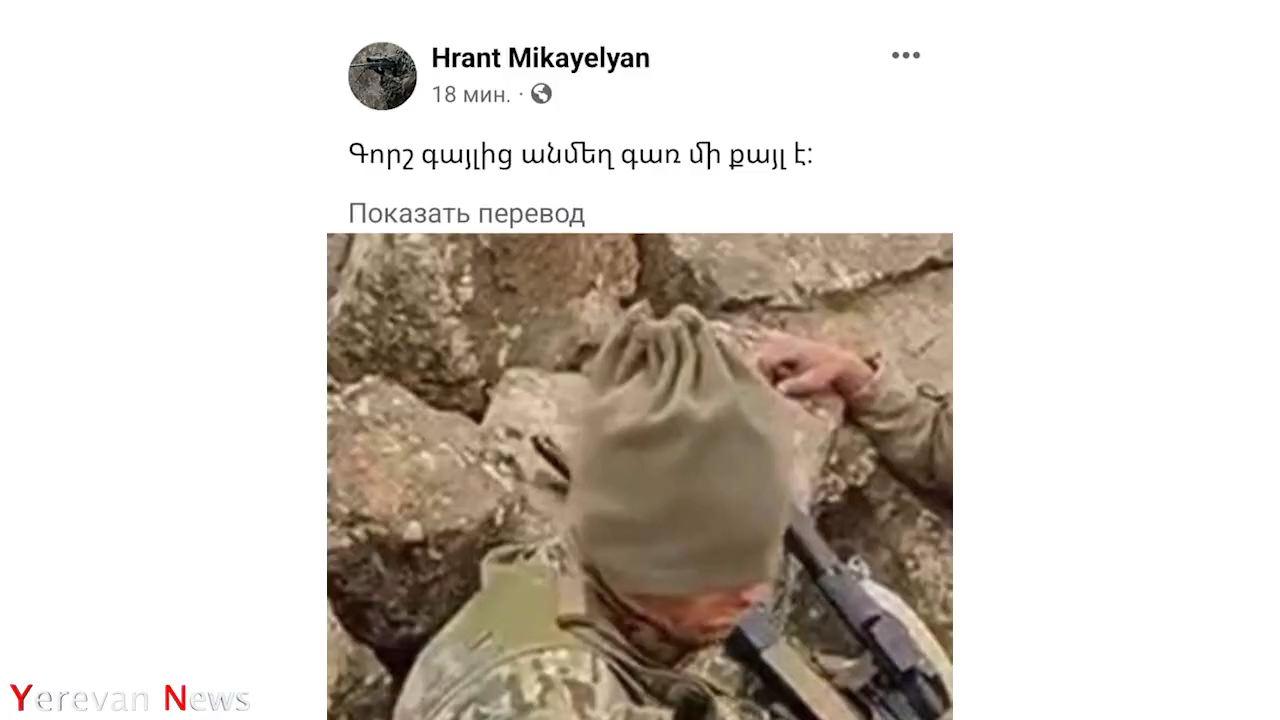 Hrant Mikayelyan
18 мин. ·
Գորշ գայլից անմեղ գառ մի քայլ է:
Показать перевод
Yerevan News